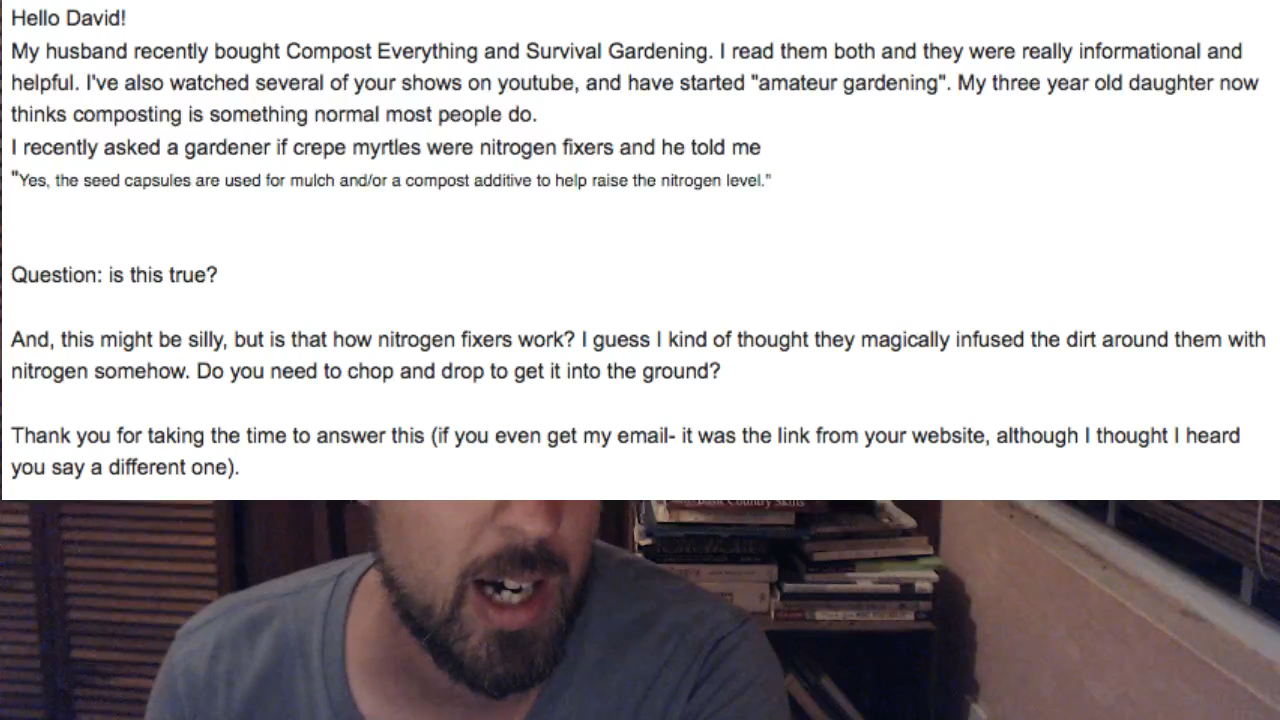 Hello David!
My husband recently bought Compost Everything and Survival Gardening. I read them both and they were really informational and
helpful. I've also watched several of your shows on youtube, and have started "amateur gardening". My three year old daughter now
thinks composting is something normal most people do.
I recently asked a gardener if crepe myrtles were nitrogen fixers and he told me
"Yes, the seed capsules are used for mulch and/or a compost additive to help raise the nitrogen level."
Question: is this true?
And, this might be silly, but is that how nitrogen fixers work? I guess I kind of thought they magically infused the dirt around them with
nitrogen somehow. Do you need to chop and drop to get it into the ground?
Thank you for taking the time to answer this (if you even get my email- it was the link from your website, although I thought I heard
you say a different one).
Basic Country Skills